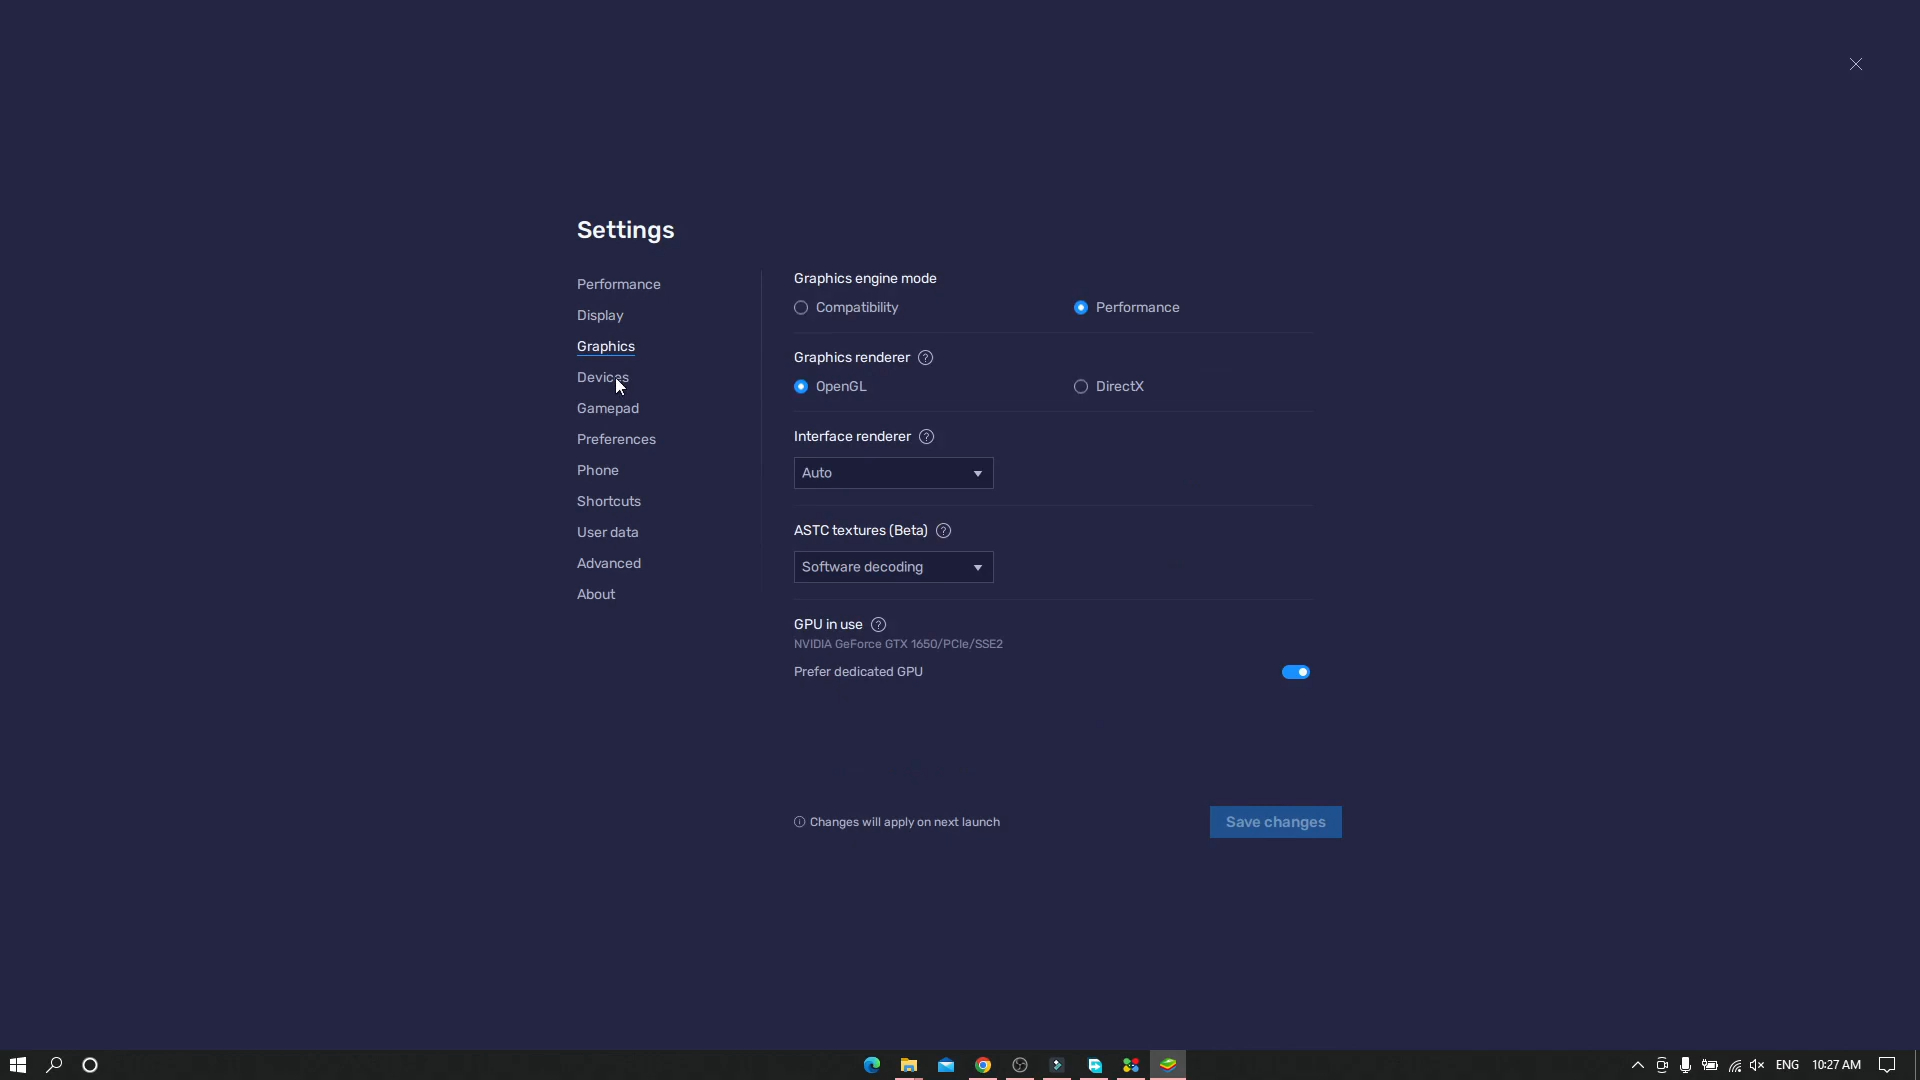 Settings
Performance
Display
Graphics
Devices
Gamepad
Preferences
Phone
Shortcuts
User data
Advanced
About
Graphics engine mode
Compatibility
Performance
Graphics renderer ?
OpenGL
DirectX
Interface renderer ?
Auto
ASTC textures (Beta) ?
Software decoding
GPU in use ?
NVIDIA GeForce GTX 1650/PCIe/SSE2
Prefer dedicated GPU
Changes will apply on next launch
Save changes
ENG
10:27 AM